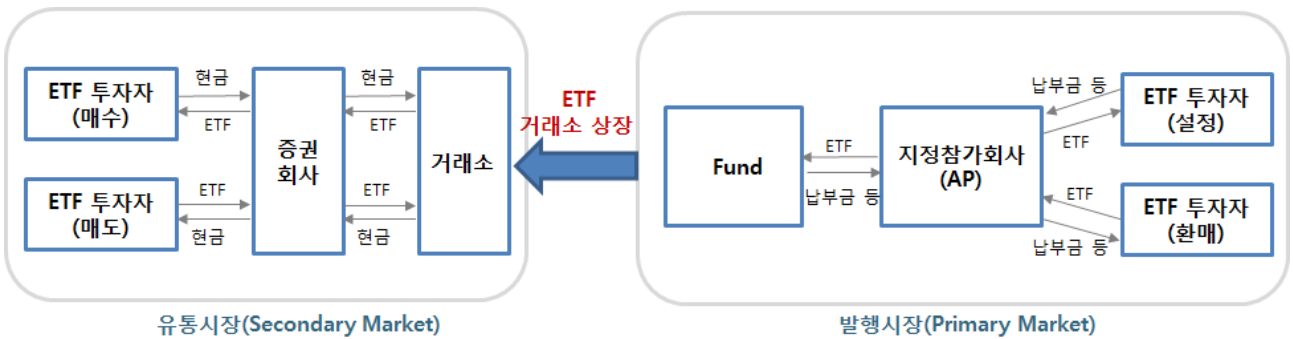 ETF 투자자
(매수)
현금
ETF
ETF 투자자
(매도)
ETF
현금
증권
회사
현금
ETF
ETF
현금
거래소
ETF
거래소 상장
Fund
ETF
납부금 등
지정참가회사
(AP)
납부금 등
ETF
ETF 투자자
(설정)
ETF
납부금 등
ETF 투자자
(환매)
유통시장(Secondary Market)
발행시장(Primary Market)